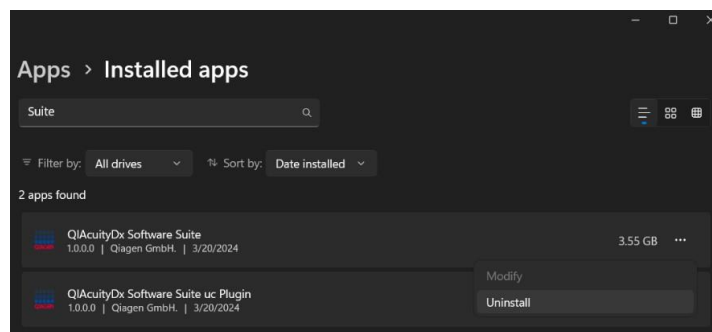 Apps > Installed apps
Suite
Filter by: All drives Sort by: Date installed
2 apps found
QIAcuityDx Software Suite
1.0.0.0 | Qiagen GmbH. | 3/20/2024
3.55 GB
Modify
QIAcuityDx Software Suite uc Plugin
1.0.0.0 | Qiagen GmbH. | 3/20/2024
Uninstall